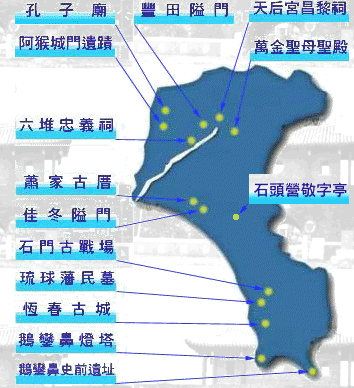 孔子廟
豐田隘門
天后宮昌黎祠
阿猴城門遺蹟
萬金聖母聖殿
六堆忠義祠
蕭家古厝
石頭營敬字亭
佳冬隘門
石門古戰場
琉球藩民墓
恆春古城
鵝鑾鼻燈塔
鵝鑾鼻史前遺址